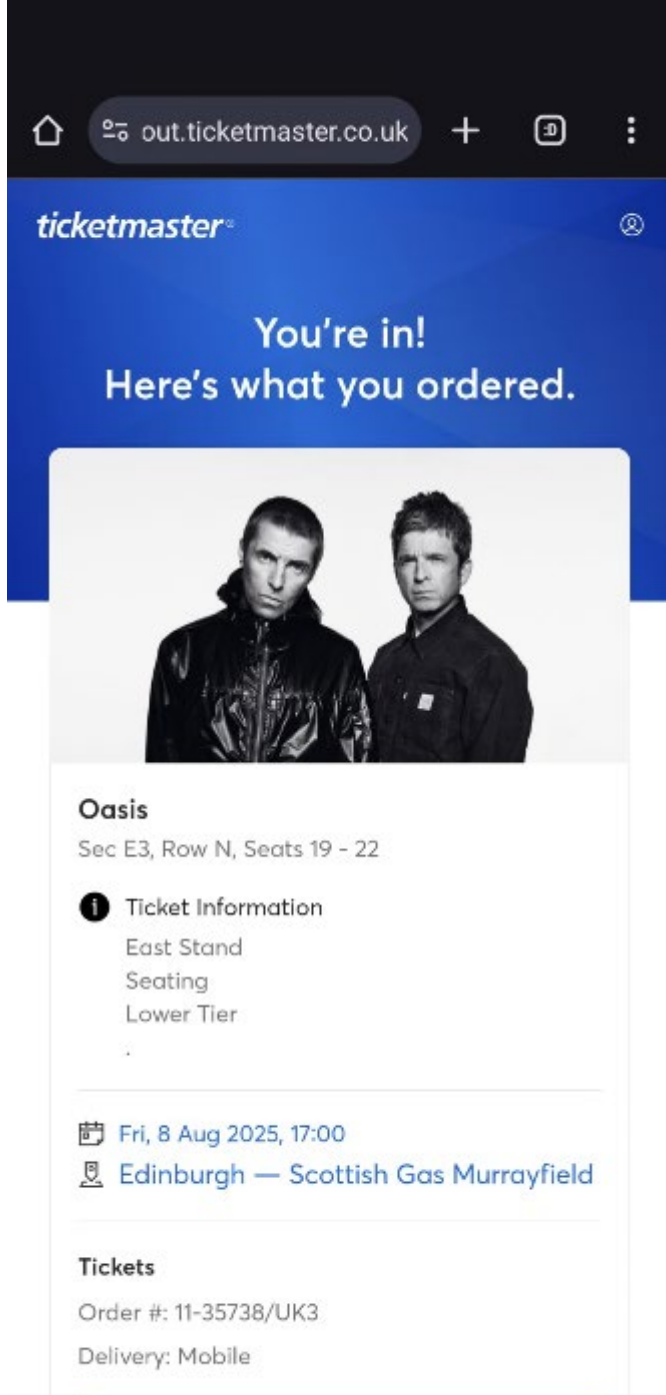 out.ticketmaster.co.uk
:D
ticketmaster®
You're in!
Here's what you ordered.
Oasis
Sec E3, Row N, Seats 19 - 22
Ticket Information
East Stand
Seating
Lower Tier
.
Fri, 8 Aug 2025, 17:00
Edinburgh — Scottish Gas Murrayfield
Tickets
Order #: 11-35738/UK3
Delivery: Mobile